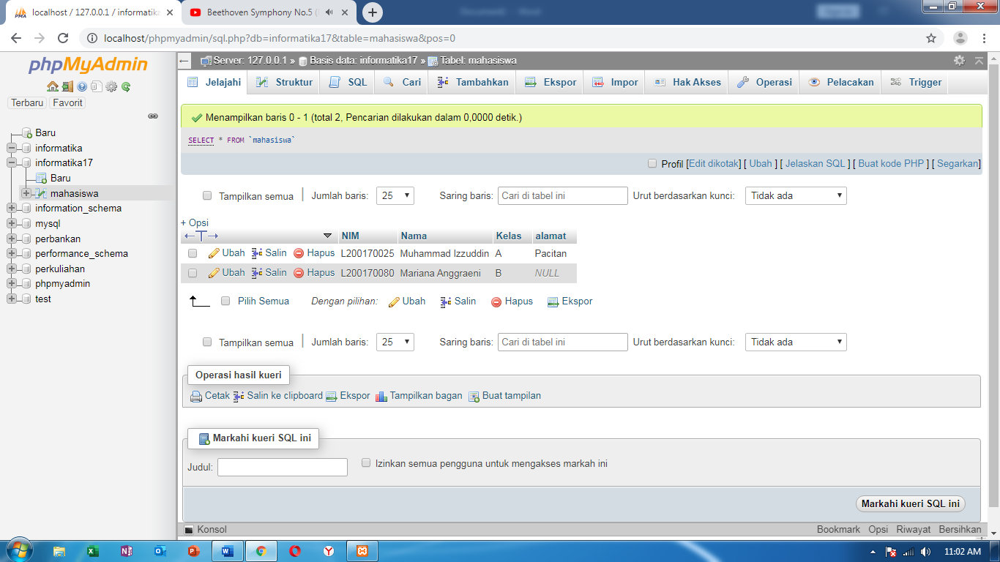 localhost / 127.0.0.1 / informatika
Beethoven Symphony No.5 (
localhost/phpmyadmin/sql.php?db=informatika17&table=mahasiswa&pos=0
phpMyAdmin
Terbaru Favorit
Baru
informatika
informatika17
Baru
mahasiswa
information_schema
mysql
perbankan
performance_schema
perkuliahan
phpmyadmin
test
Server: 127.0.0.1 » Basis data: informatika17 » Tabel: mahasiswa
Jelajahi Struktur SQL Cari Tambahkan Ekspor Impor Hak Akses Operasi Pelacakan Trigger
Menampilkan baris 0 - 1 (total 2, Pencarian dilakukan dalam 0,0000 detik.)
SELECT * FROM `mahasiswa`
Profil [Edit dikotak] [ Ubah ] [ Jelaskan SQL ] [ Buat kode PHP ] [ Segarkan]
Tampilkan semua | Jumlah baris: 25 Saring baris: Cari di tabel ini Urut berdasarkan kunci: Tidak ada
+ Opsi
←T→ NIM Nama Kelas alamat
Ubah Salin Hapus L200170025 Muhammad Izzuddin A Pacitan
Ubah Salin Hapus L200170080 Mariana Anggraeni B NULL
Pilih Semua Dengan pilihan: Ubah Salin Hapus Ekspor
Tampilkan semua | Jumlah baris: 25 Saring baris: Cari di tabel ini Urut berdasarkan kunci: Tidak ada
Operasi hasil kueri
Cetak Salin ke clipboard Ekspor Tampilkan bagan Buat tampilan
Markahi kueri SQL ini
Judul: Izinkan semua pengguna untuk mengakses markah ini
Markahi kueri SQL ini
Konsol Bookmark Opsi Riwayat Bersihkan
11:02 AM